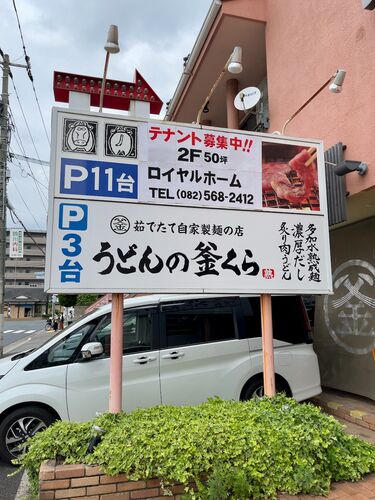 テナント募集中!!
2F 50坪
ロイヤルホーム
TEL(082)568-2412
P11台
P
3台
釜 茹でたて自家製麺の店
うどんの釜くら
多加水熟成麺
濃厚だし
炙り肉うどん
釜